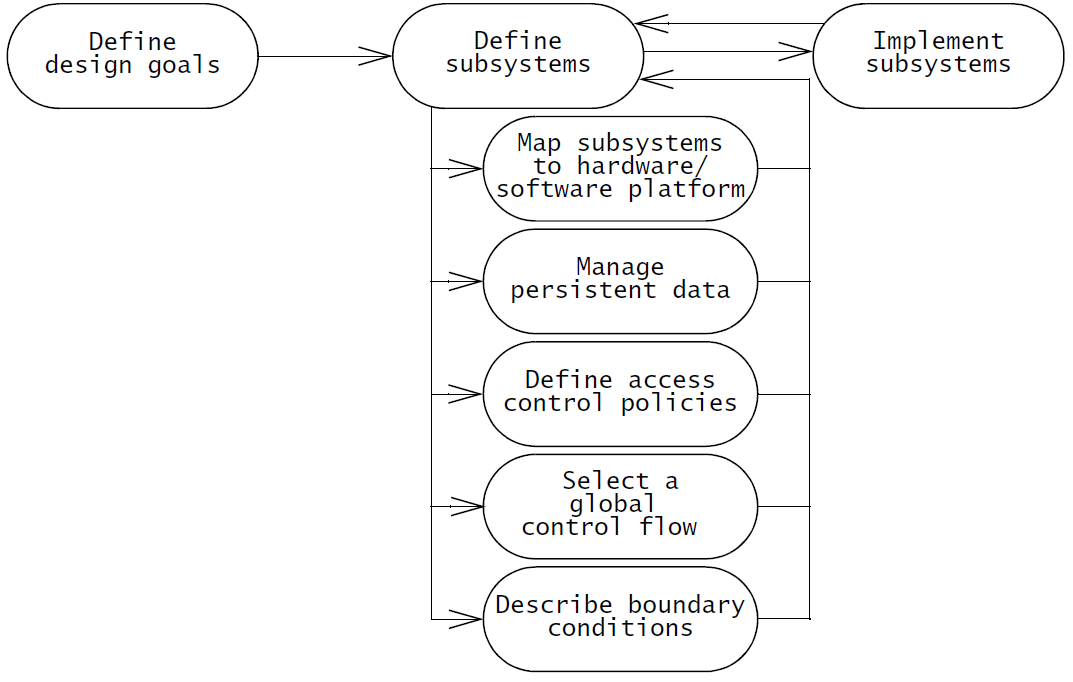 Define
design goals
Define
subsystems
Implement
subsystems
Map subsystems
to hardware/
software platform
Manage
persistent data
Define access
control policies
Select a
global
control flow
Describe boundary
conditions